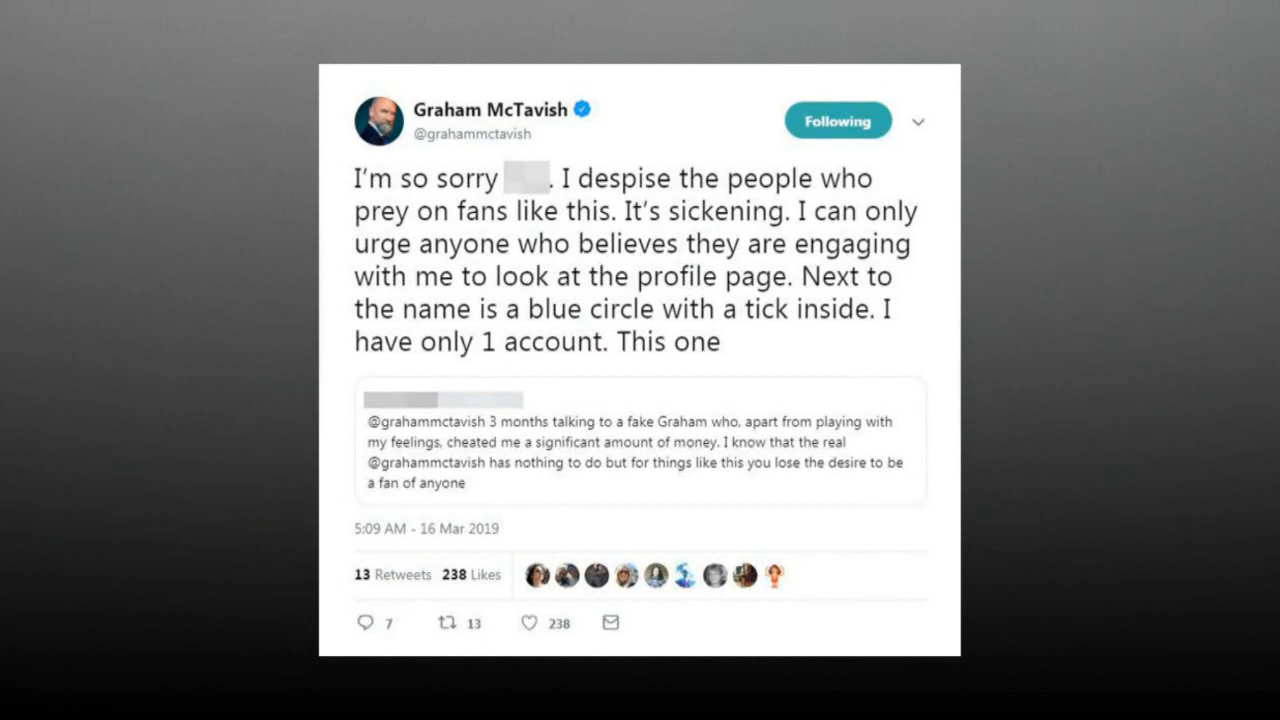 Graham McTavish
@grahammctavish
Following
I'm so sorry . I despise the people who
prey on fans like this. It's sickening. I can only
urge anyone who believes they are engaging
with me to look at the profile page. Next to
the name is a blue circle with a tick inside. I
have only 1 account. This one
@grahammctavish 3 months talking to a fake Graham who, apart from playing with
my feelings, cheated me a significant amount of money. I know that the real
@grahammctavish has nothing to do but for things like this you lose the desire to be
a fan of anyone
5:09 AM - 16 Mar 2019
13 Retweets 238 Likes
7 13 238